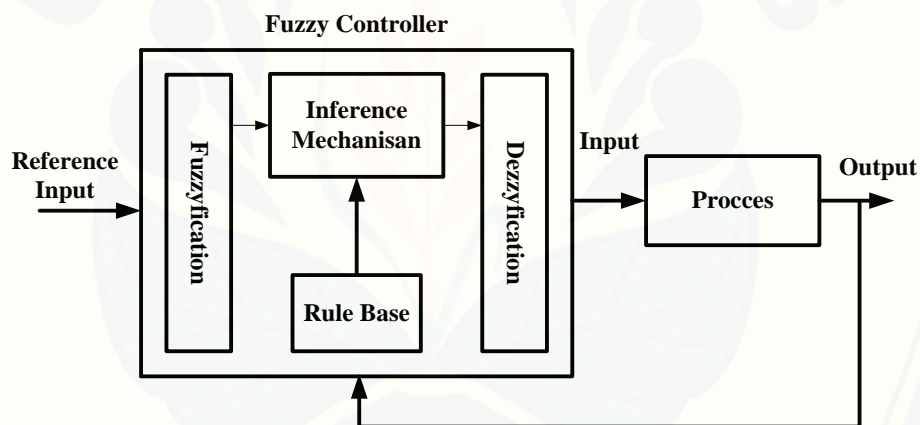 Fuzzy Controller
Reference
Input
Fuzzyfication
Inference
Mechanisan
Rule Base
Dezzyfication
Input
Procces
Output